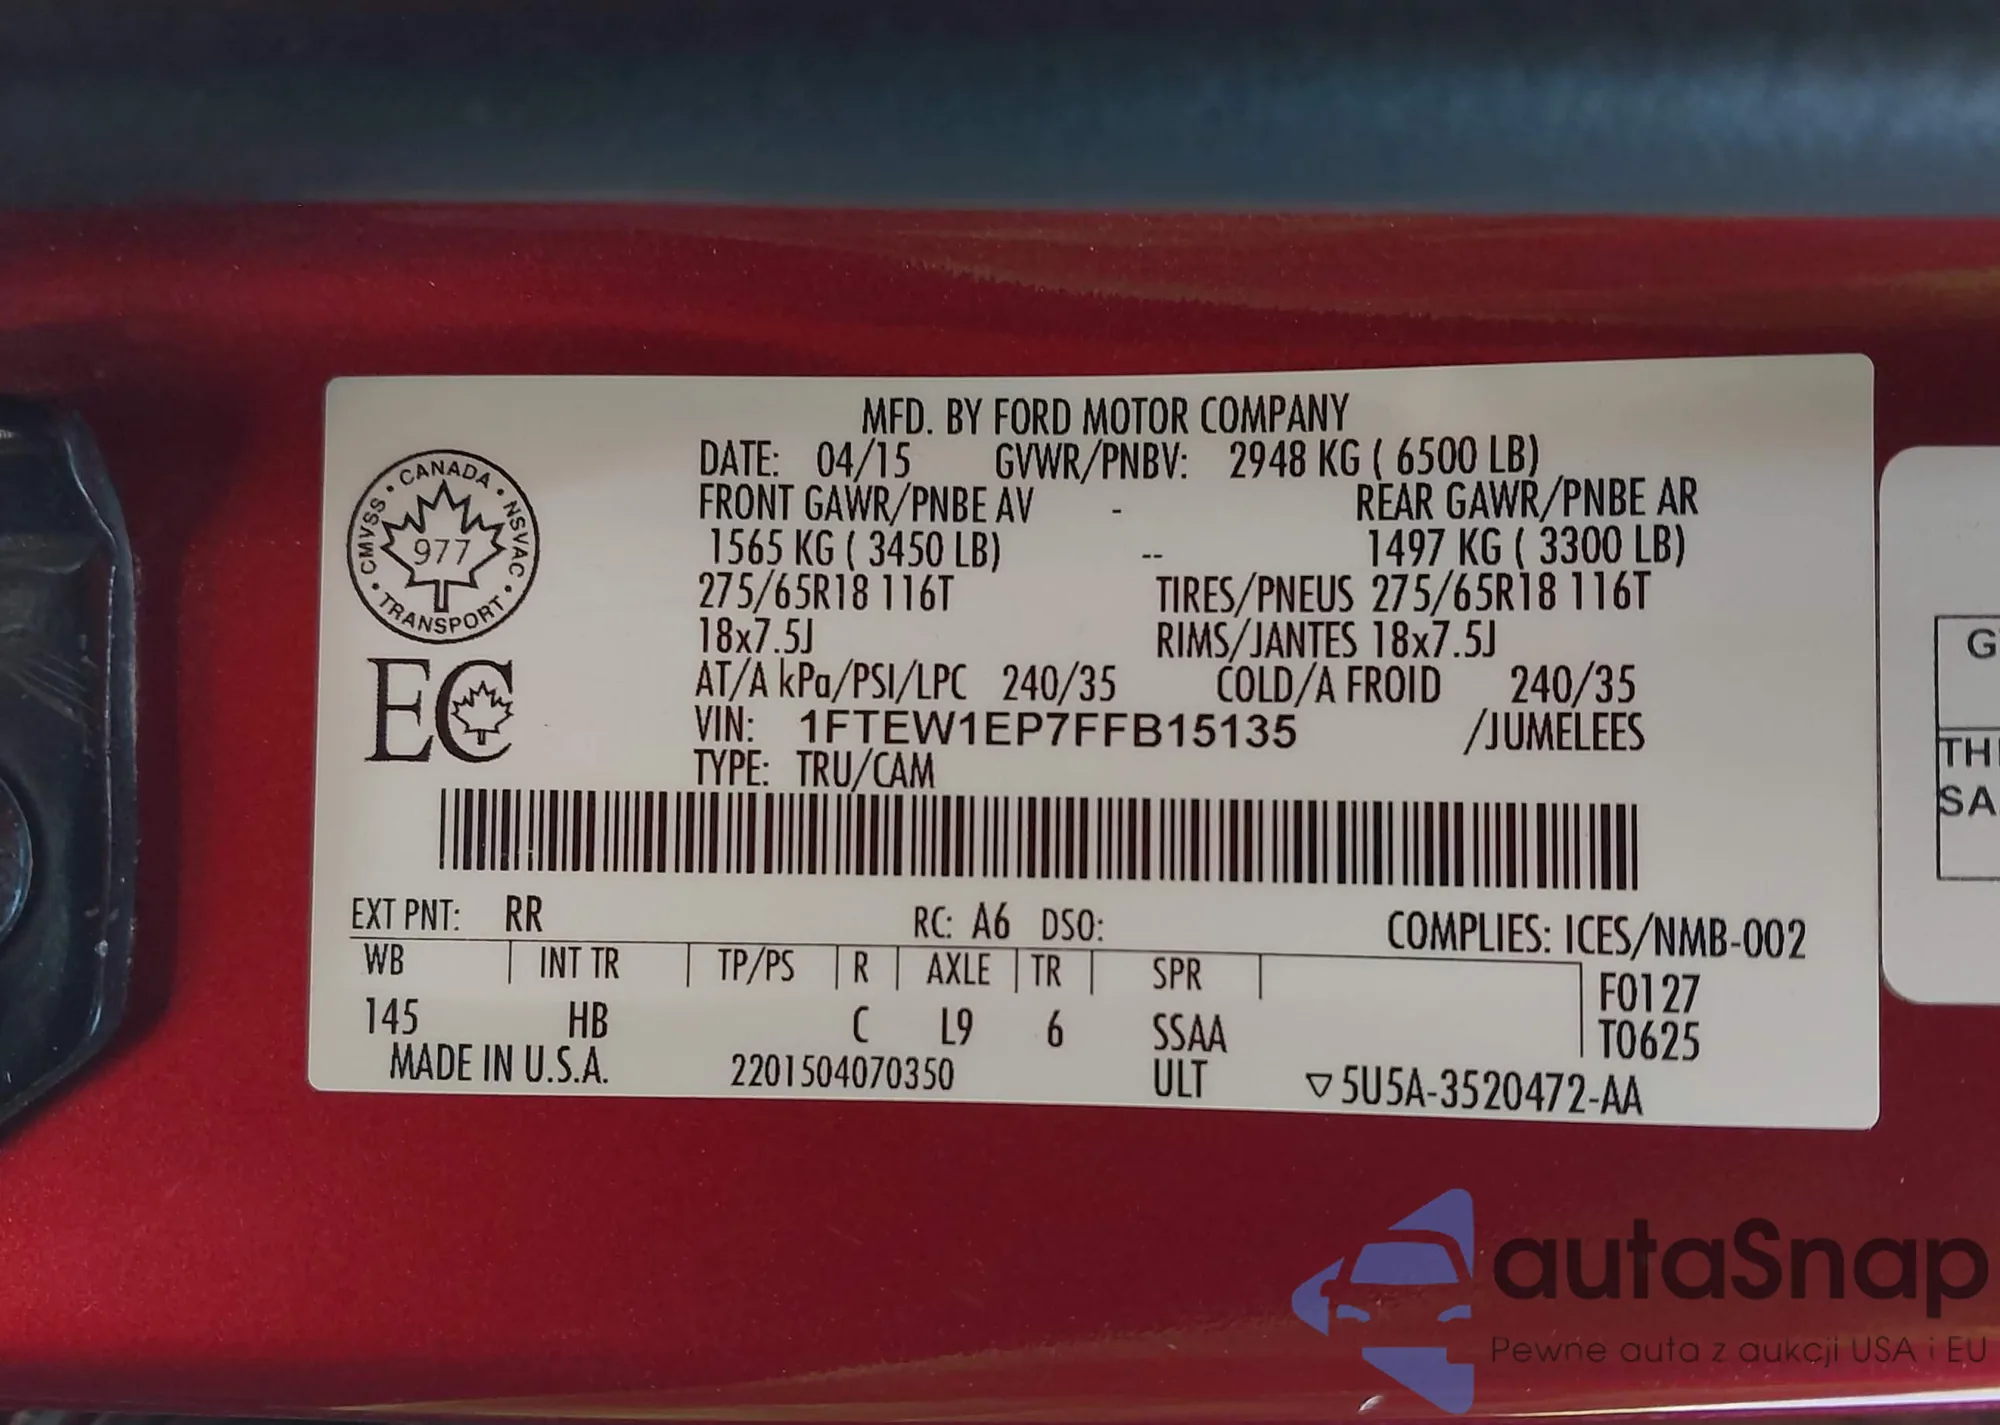 MFD. BY FORD MOTOR COMPANY
DATE: 04/15 GVWR/PNBV: 2948 KG ( 6500 LB)
FRONT GAWR/PNBE AV - REAR GAWR/PNBE AR
1565 KG ( 3450 LB) -- 1497 KG ( 3300 LB)
275/65R18 116T TIRES/PNEUS 275/65R18 116T
18x7.5J RIMS/JANTES 18x7.5J
AT/A kPa/PSI/LPC 240/35 COLD/A FROID 240/35
VIN: 1FTEW1EP7FFB15135 /JUMELEES
TYPE: TRU/CAM
CANADA • NSVAC • TRANSPORT • CMVSS •
977
EC
EXT PNT: RR RC: A6 DSO: COMPLIES: ICES/NMB-002
WB INT TR TP/PS R AXLE TR SPR F0127
145 HB C L9 6 SSAA T0625
MADE IN U.S.A. 2201504070350 ULT ▽5U5A-3520472-AA
G
TH
SA
autaSnap
Pewne auta z aukcji USA i EU